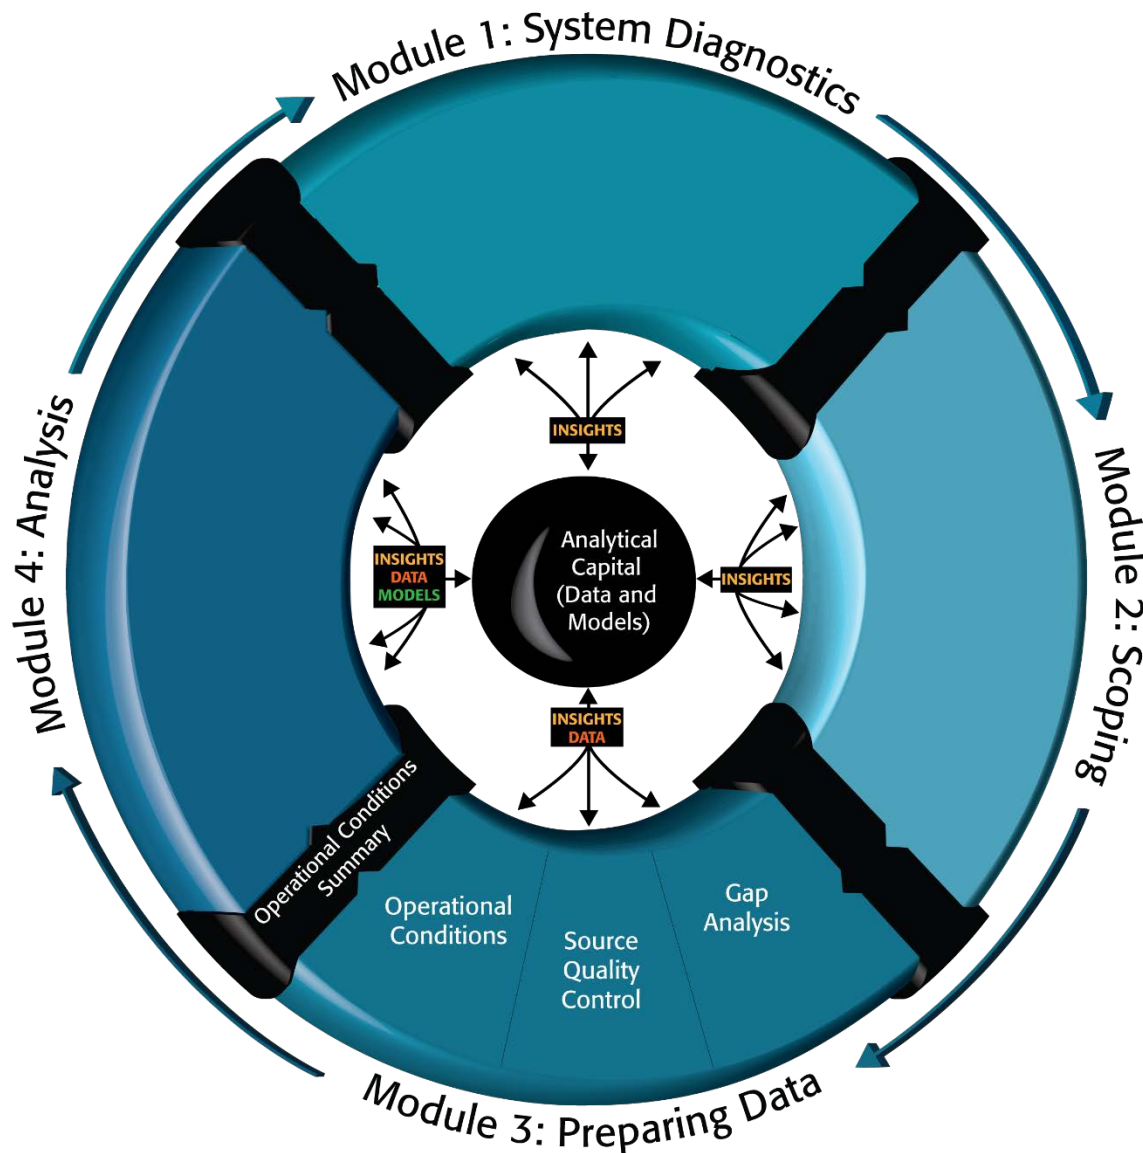 Module 1: System Diagnostics
Module 2: Scoping
Module 3: Preparing Data
Module 4: Analysis
INSIGHTS
INSIGHTS
DATA
MODELS
Analytical
Capital
(Data and
Models)
INSIGHTS
INSIGHTS
DATA
Operational Conditions
Summary
Operational
Conditions
Source
Quality
Control
Gap
Analysis